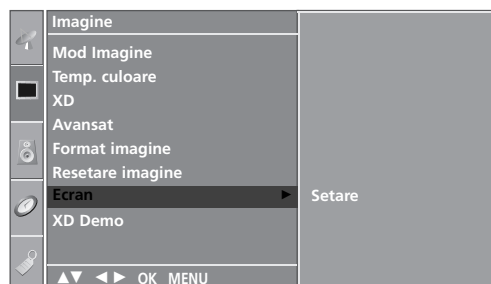 Imagine
Mod Imagine
Temp. culoare
XD
Avansat
Format imagine
Resetare imagine
Ecran ► Setare
XD Demo
▲▼ ◄► OK MENU